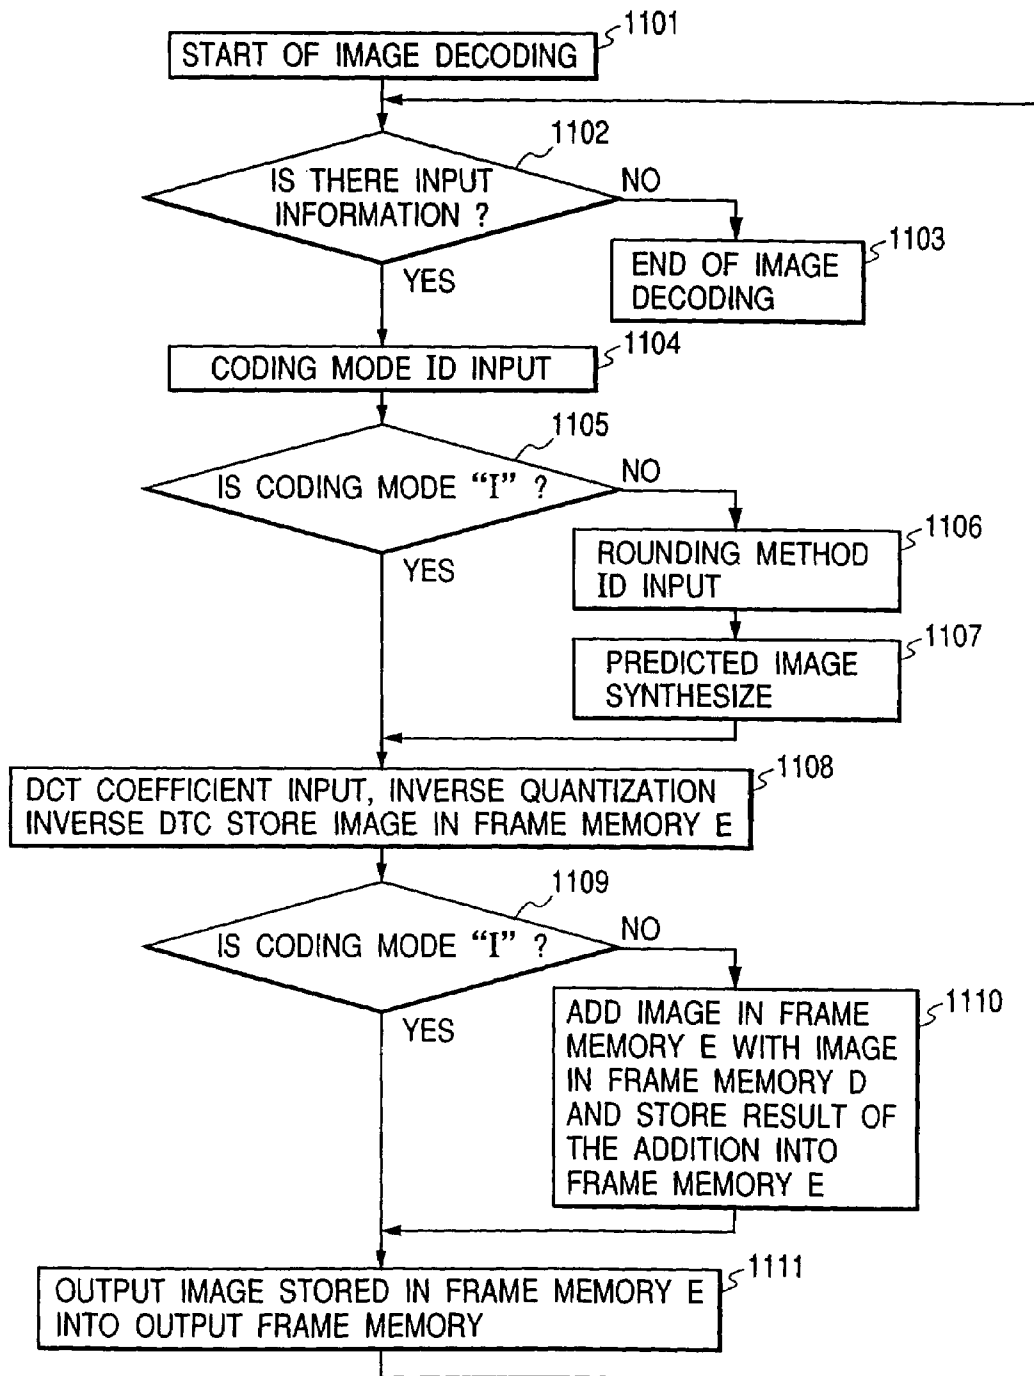 1101
START OF IMAGE DECODING
1102
IS THERE INPUT
INFORMATION ?
NO
1103
END OF IMAGE
DECODING
YES
1104
CODING MODE ID INPUT
1105
IS CODING MODE “I” ?
NO
1106
ROUNDING METHOD
ID INPUT
YES
1107
PREDICTED IMAGE
SYNTHESIZE
1108
DCT COEFFICIENT INPUT, INVERSE QUANTIZATION
INVERSE DTC STORE IMAGE IN FRAME MEMORY E
1109
IS CODING MODE “I” ?
NO
1110
ADD IMAGE IN FRAME
MEMORY E WITH IMAGE
IN FRAME MEMORY D
AND STORE RESULT OF
THE ADDITION INTO
FRAME MEMORY E
YES
1111
OUTPUT IMAGE STORED IN FRAME MEMORY E
INTO OUTPUT FRAME MEMORY